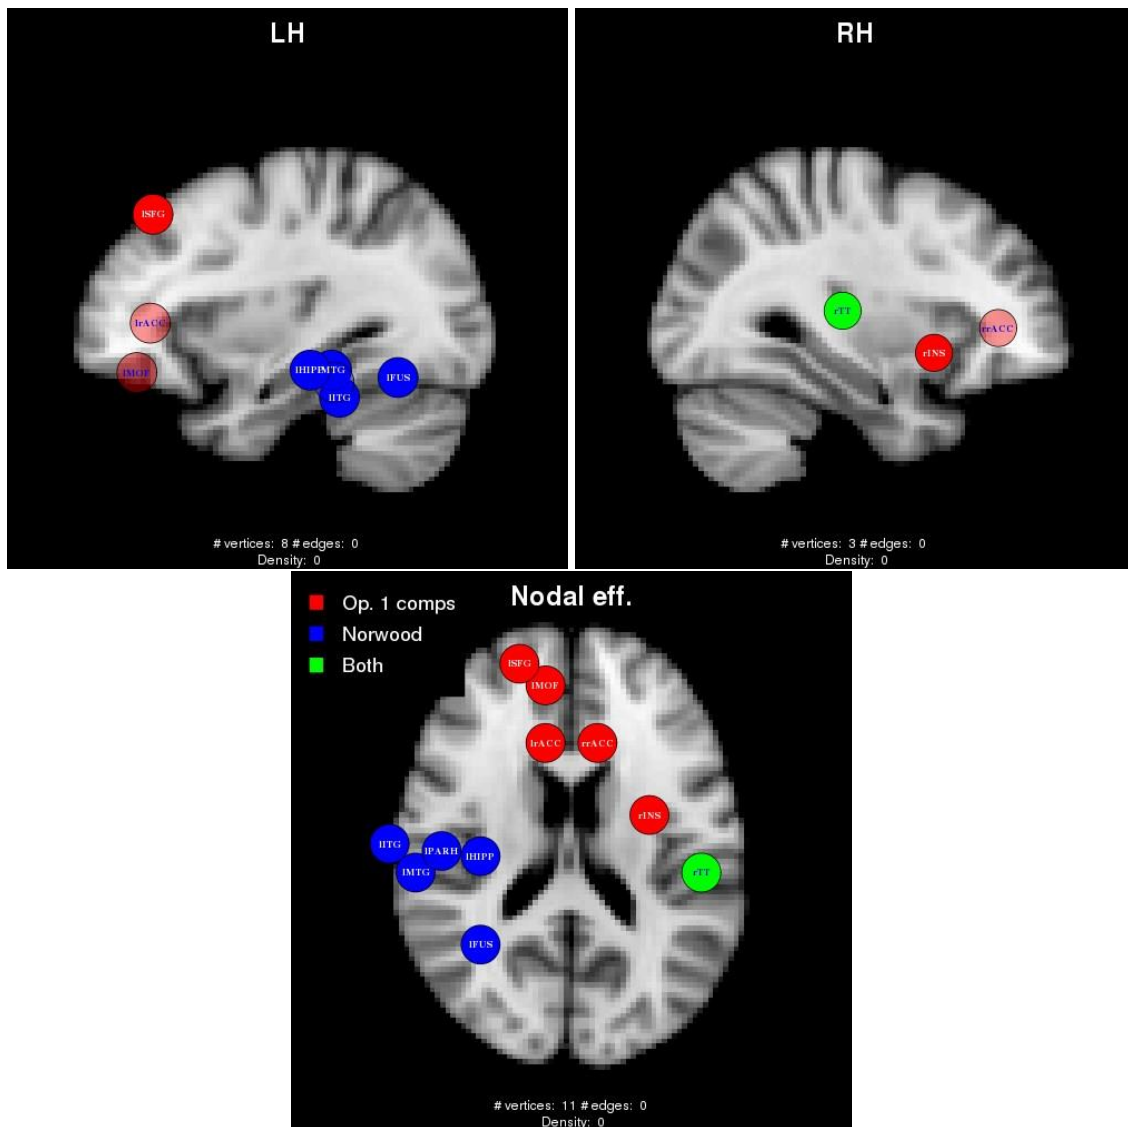 LH
lSFG
lrACC
lMOF
lHIPP
lMTG
lITG
lFUS
# vertices: 8 # edges: 0
Density: 0
RH
rTT
rrACC
rINS
# vertices: 3 # edges: 0
Density: 0
Nodal eff.
Op. 1 comps
Norwood
Both
lSFG
lMOF
lrACC
rrACC
rINS
lITG
lPARH
lHIPP
lMTG
rTT
lFUS
# vertices: 11 # edges: 0
Density: 0